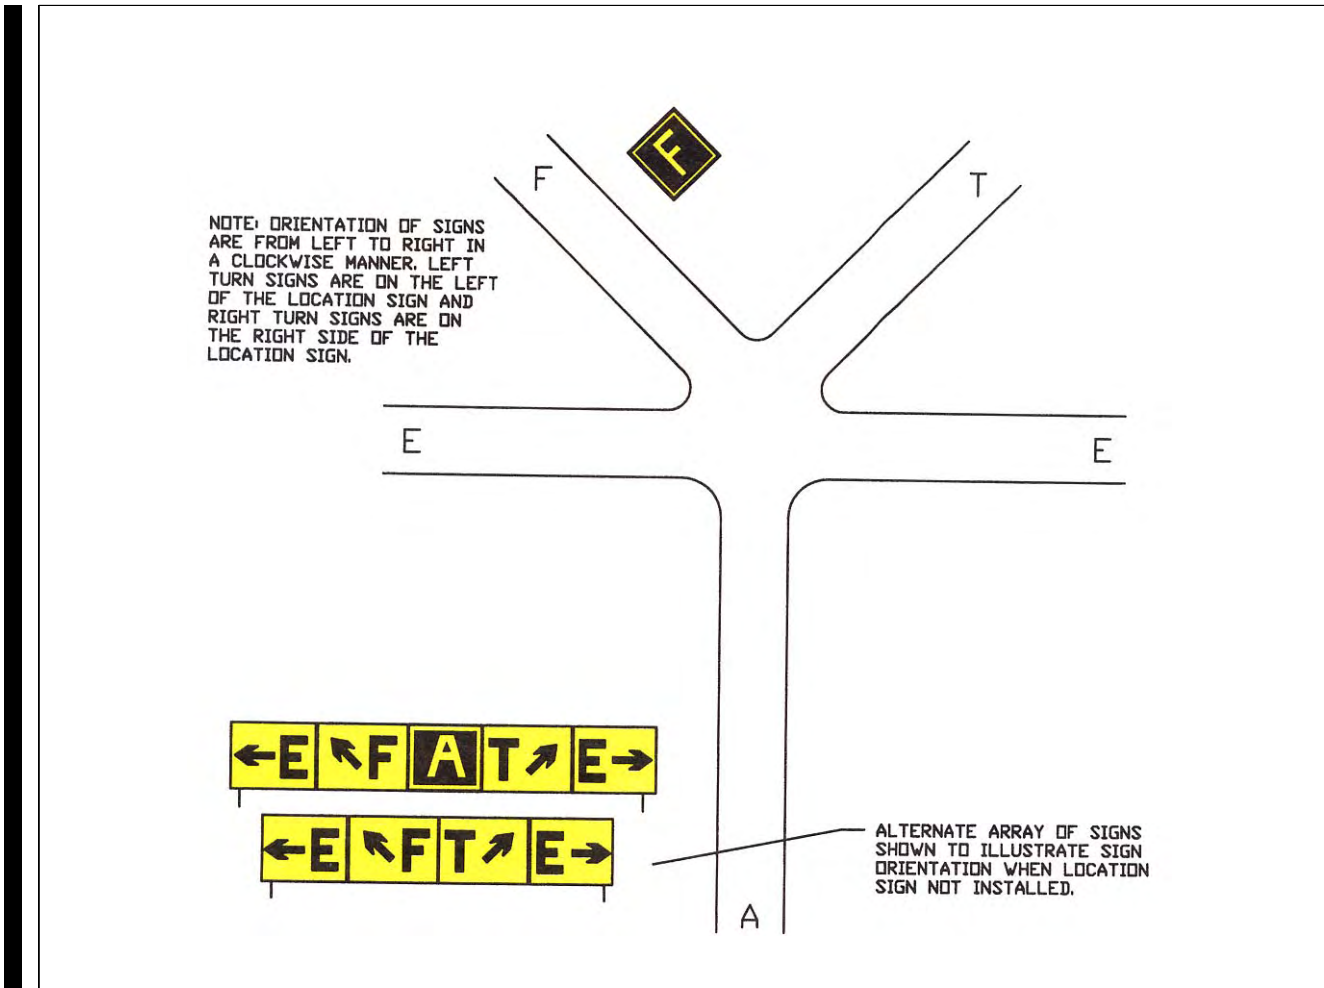 F
F
T
NOTE: ORIENTATION OF SIGNS
ARE FROM LEFT TO RIGHT IN
A CLOCKWISE MANNER. LEFT
TURN SIGNS ARE ON THE LEFT
OF THE LOCATION SIGN AND
RIGHT TURN SIGNS ARE ON
THE RIGHT SIDE OF THE
LOCATION SIGN.
E
E
←E ↖F A T↗ E→
←E ↖F T↗ E→
ALTERNATE ARRAY OF SIGNS
SHOWN TO ILLUSTRATE SIGN
ORIENTATION WHEN LOCATION
SIGN NOT INSTALLED.
A